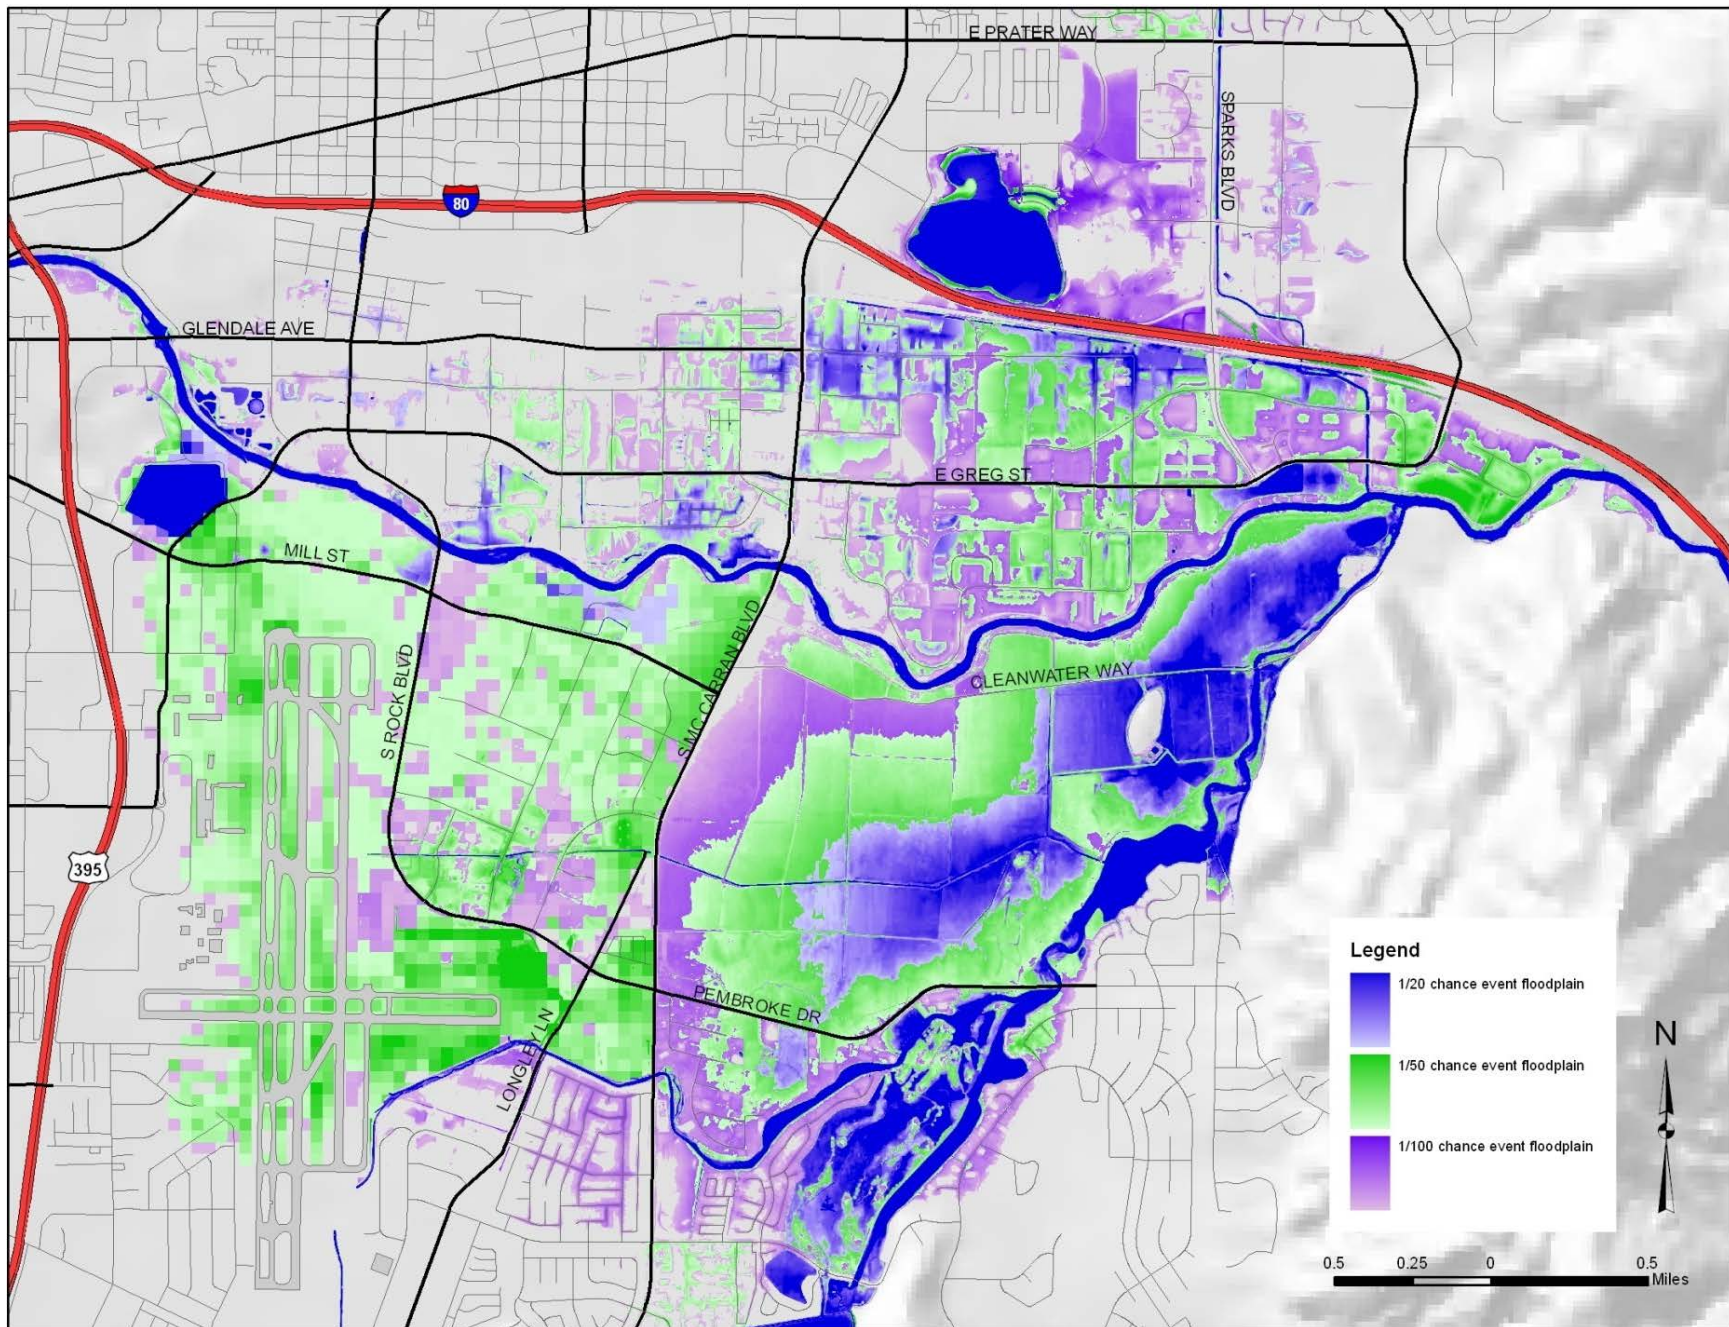 E PRATER WAY
SPARKS BLVD
80
GLENDALE AVE
E GREG ST
MILL ST
S ROCK BLVD
S MC CARRAN BLVD
CLEANWATER WAY
395
PEMBROKE DR
LONGLEY LN
Legend
1/20 chance event floodplain
1/50 chance event floodplain
1/100 chance event floodplain
N
0.5 0.25 0 0.5
Miles